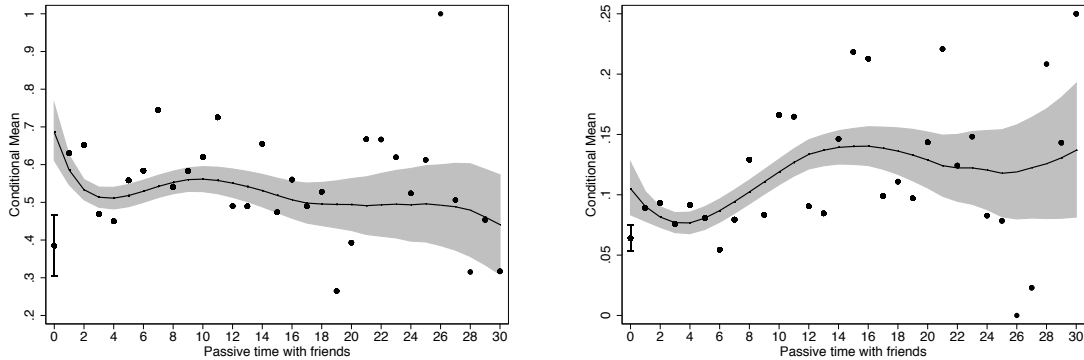 1
.9
.8
.7
.6
.5
.4
.3
.2
Conditional Mean
0 2 4 6 8 10 12 14 16 18 20 22 24 26 28 30
Passive time with friends
.25
.2
.15
.1
.05
0
Conditional Mean
0 2 4 6 8 10 12 14 16 18 20 22 24 26 28 30
Passive time with friends